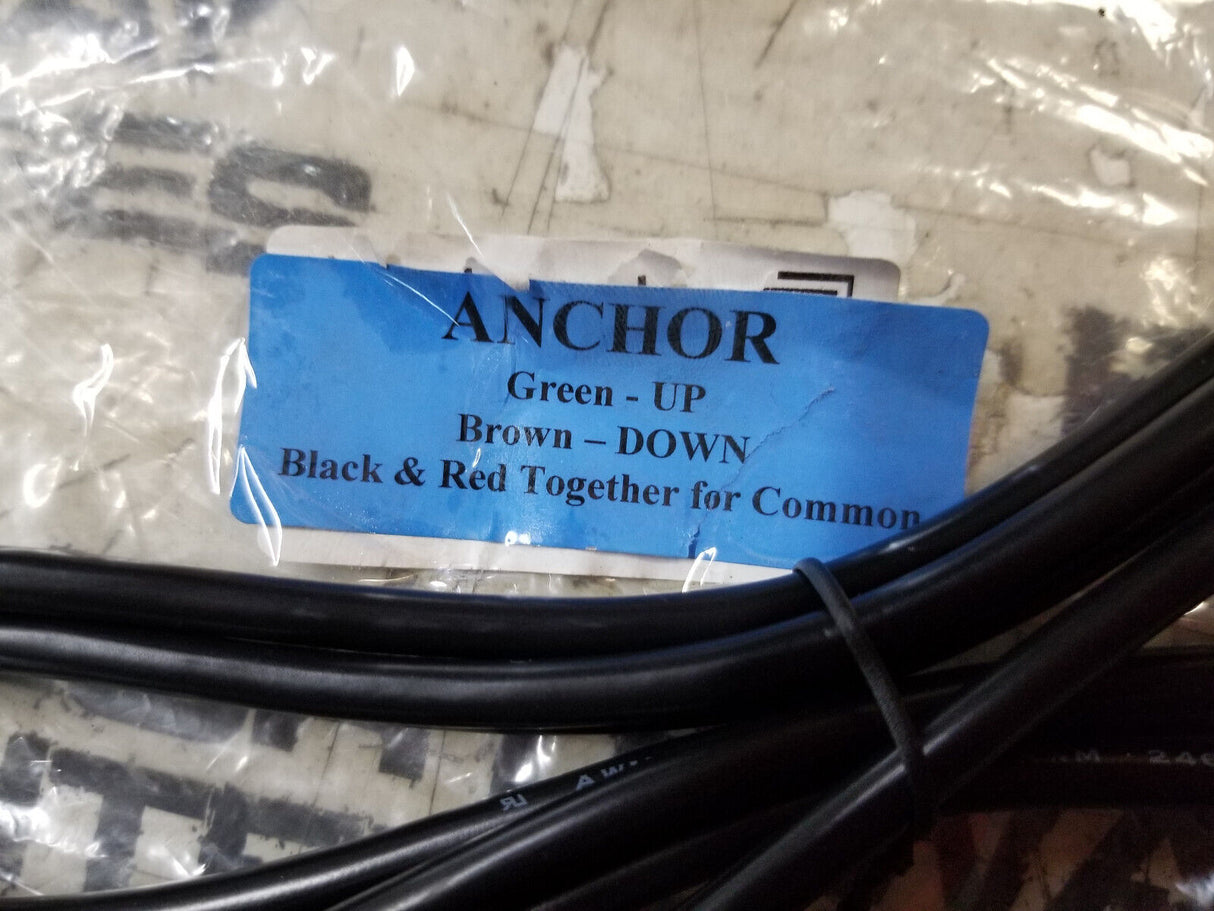 ANCHOR
Green - UP
Brown – DOWN
Black & Red Together for Common